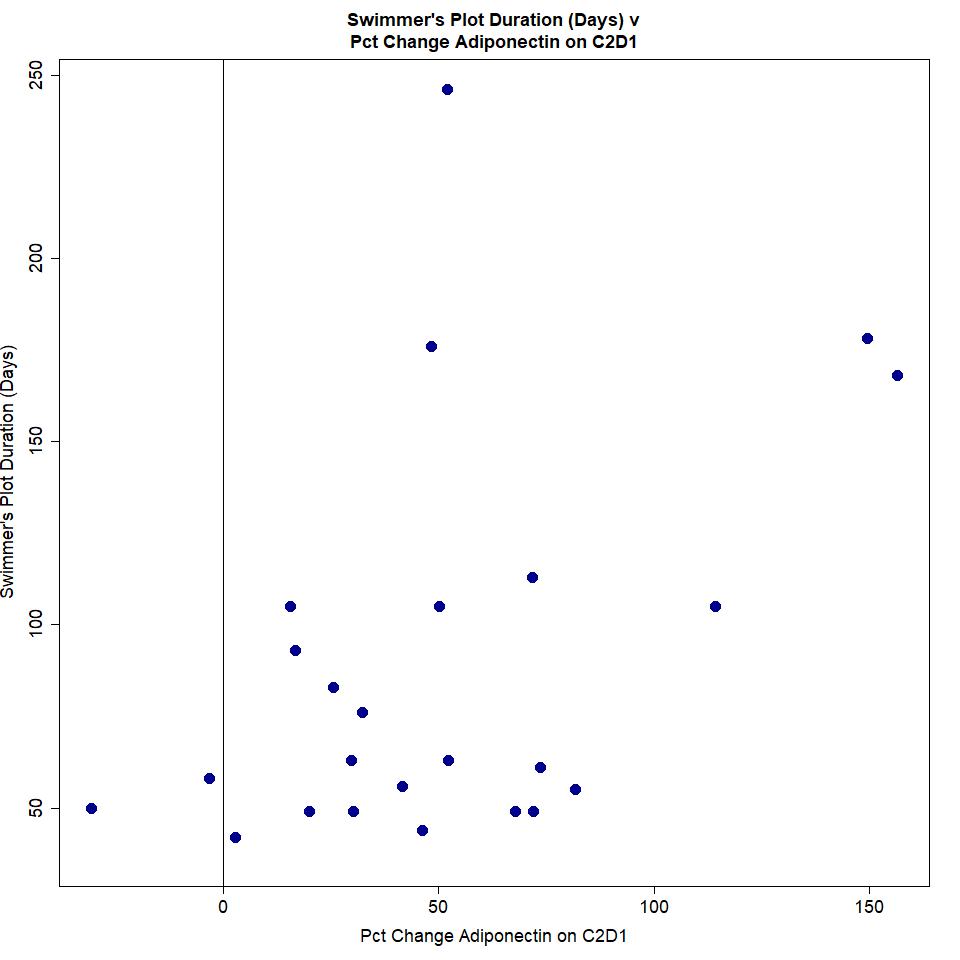 Swimmer's Plot Duration (Days) v
Pct Change Adiponectin on C2D1
Swimmer's Plot Duration (Days)
250
200
150
100
50
0
50
100
150
Pct Change Adiponectin on C2D1